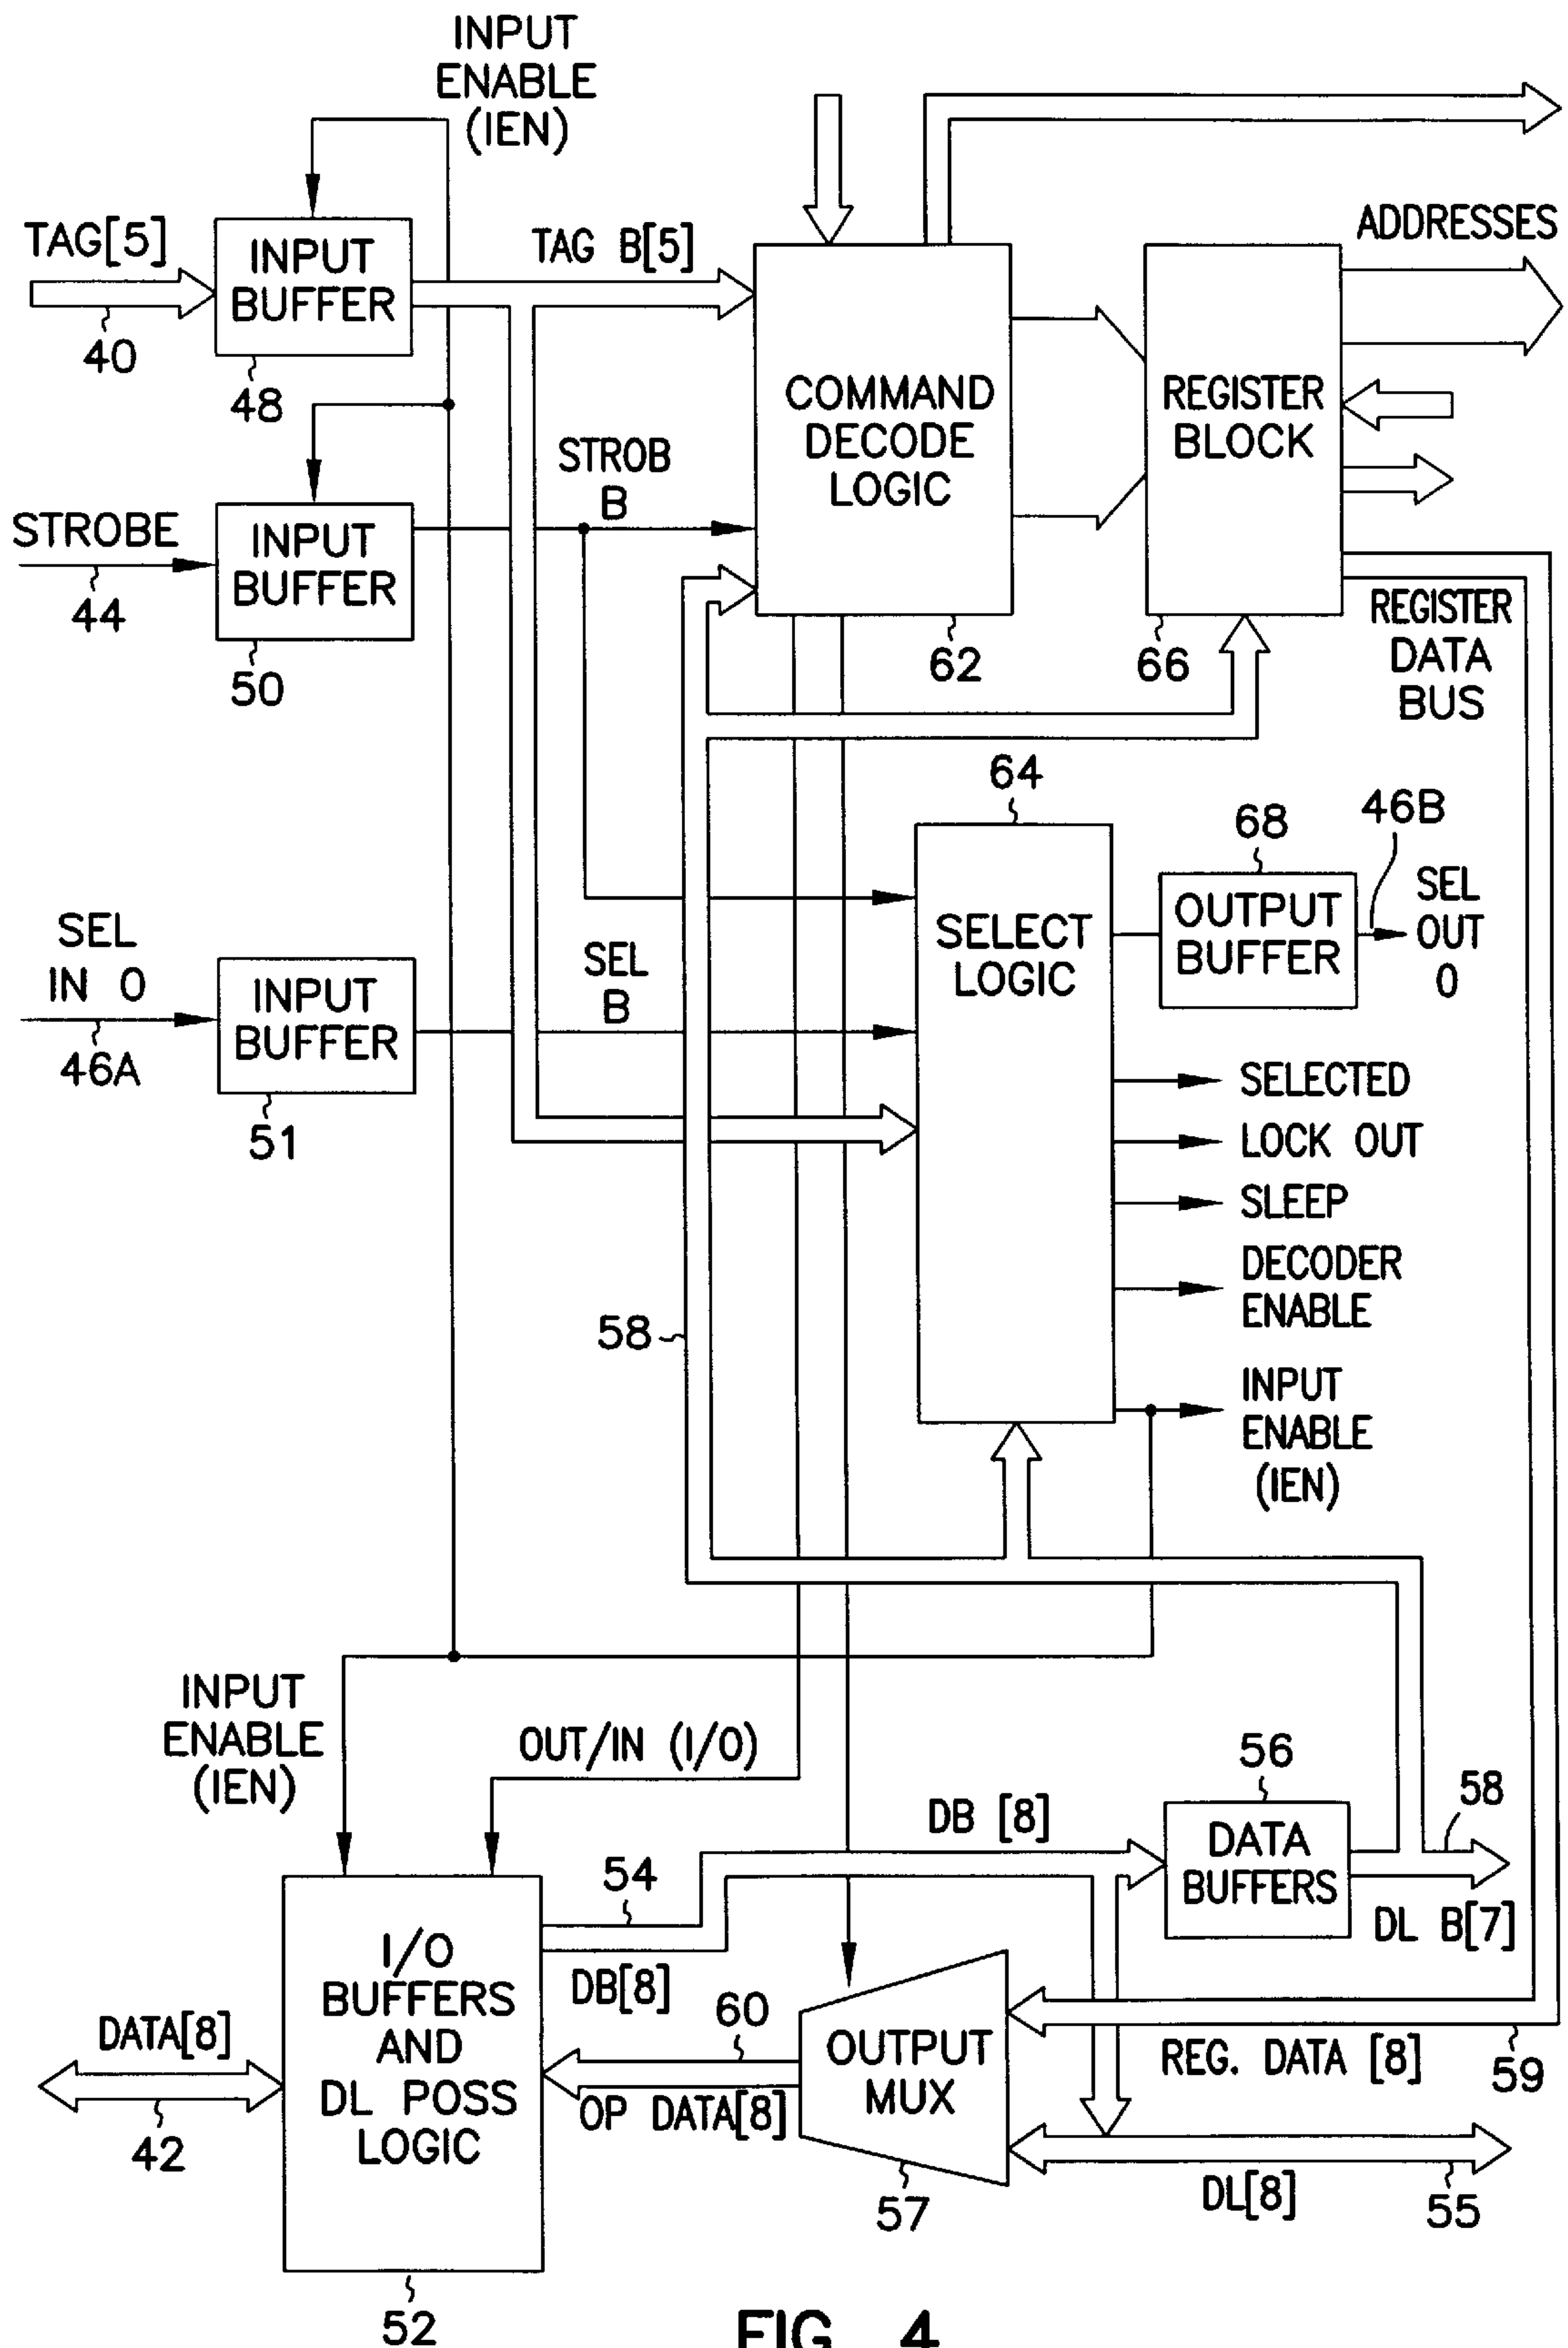 INPUT
ENABLE
(IEN)
TAG[5]
40
INPUT
BUFFER
48
TAG B[5]
COMMAND
DECODE
LOGIC
62
REGISTER
BLOCK
66
ADDRESSES
STROBE
44
INPUT
BUFFER
50
STROB
B
REGISTER
DATA
BUS
64
SELECT
LOGIC
68
OUTPUT
BUFFER
46B
SEL
OUT
0
SEL
IN 0
46A
INPUT
BUFFER
51
SEL
B
SELECTED
LOCK OUT
SLEEP
DECODER
ENABLE
INPUT
ENABLE
(IEN)
58
INPUT
ENABLE
(IEN)
OUT/IN (I/O)
DB [8]
56
DATA
BUFFERS
58
DL B[7]
54
DB[8]
I/O
BUFFERS
AND
DL POSS
LOGIC
52
DATA[8]
42
60
OP DATA[8]
OUTPUT
MUX
57
REG. DATA [8]
59
DL[8]
55
FIG. 4